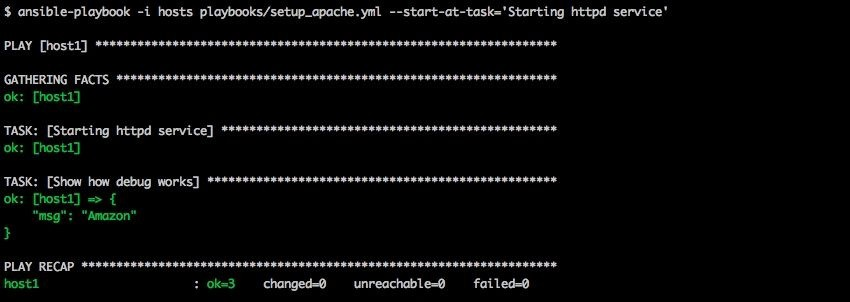 $ ansible-playbook -i hosts playbooks/setup_apache.yml --start-at-task='Starting httpd service'
PLAY [host1] ******************************************************************
GATHERING FACTS ***************************************************************
ok: [host1]
TASK: [Starting httpd service] ************************************************
ok: [host1]
TASK: [Show how debug works] **************************************************
ok: [host1] => {
    "msg": "Amazon"
}
PLAY RECAP ********************************************************************
host1                      : ok=3    changed=0    unreachable=0    failed=0